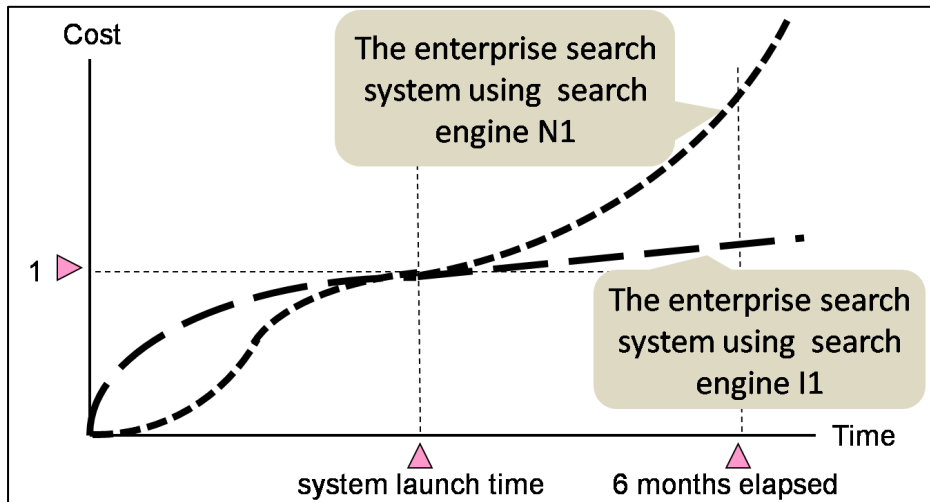 Cost
The enterprise search
system using  search
engine N1
1
The enterprise search
system using  search
engine I1
Time
system launch time
6 months elapsed